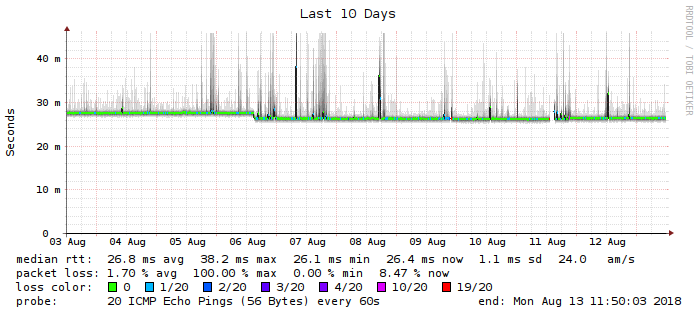 Last 10 Days
RRDTOOL / TOBI OETIKER
Seconds
40 m
30 m
20 m
10 m
0
03 Aug 04 Aug 05 Aug 06 Aug 07 Aug 08 Aug 09 Aug 10 Aug 11 Aug 12 Aug
median rtt: 26.8 ms avg 38.2 ms max 26.1 ms min 26.4 ms now 1.1 ms sd 24.0 am/s
packet loss: 1.70 % avg 100.00 % max 0.00 % min 8.47 % now
loss color: 0 1/20 2/20 3/20 4/20 10/20 19/20
probe: 20 ICMP Echo Pings (56 Bytes) every 60s end: Mon Aug 13 11:50:03 2018